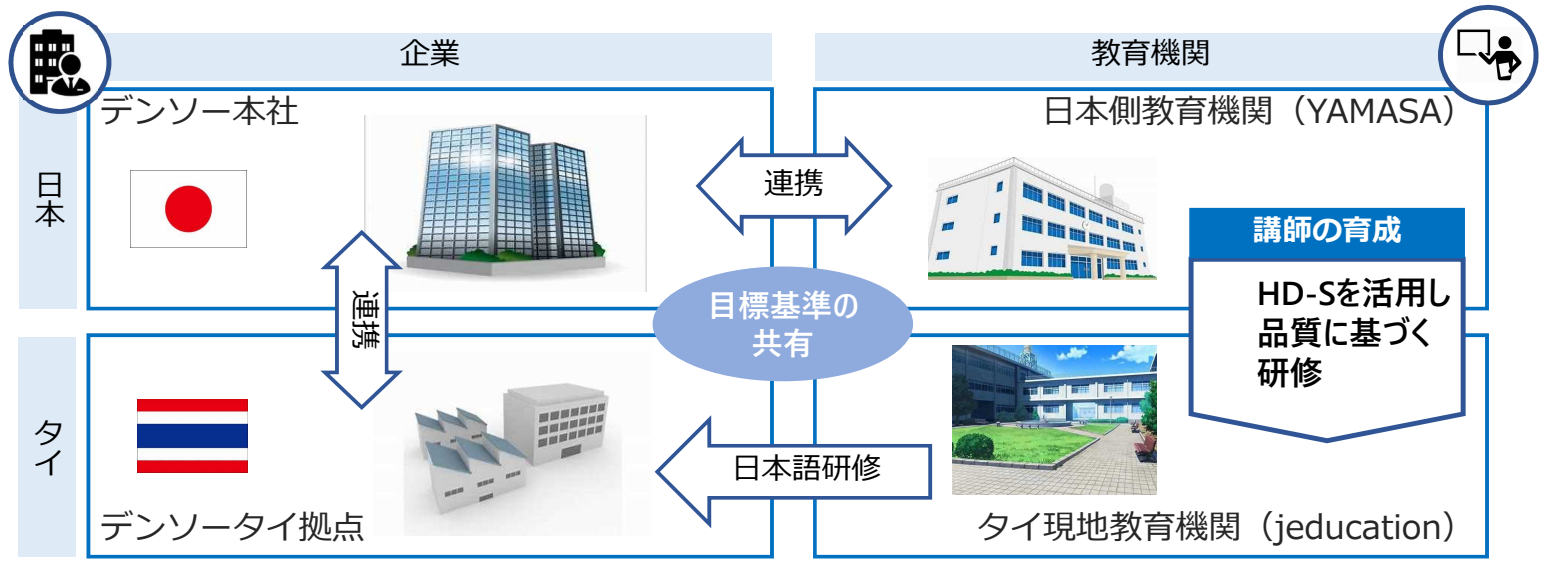 企業
教育機関
日本
デンソー本社
日本側教育機関（YAMASA）
連携
講師の育成
HD-Sを活用し
品質に基づく
研修
連携
目標基準の
共有
タイ
日本語研修
デンソータイ拠点
タイ現地教育機関（jeducation）